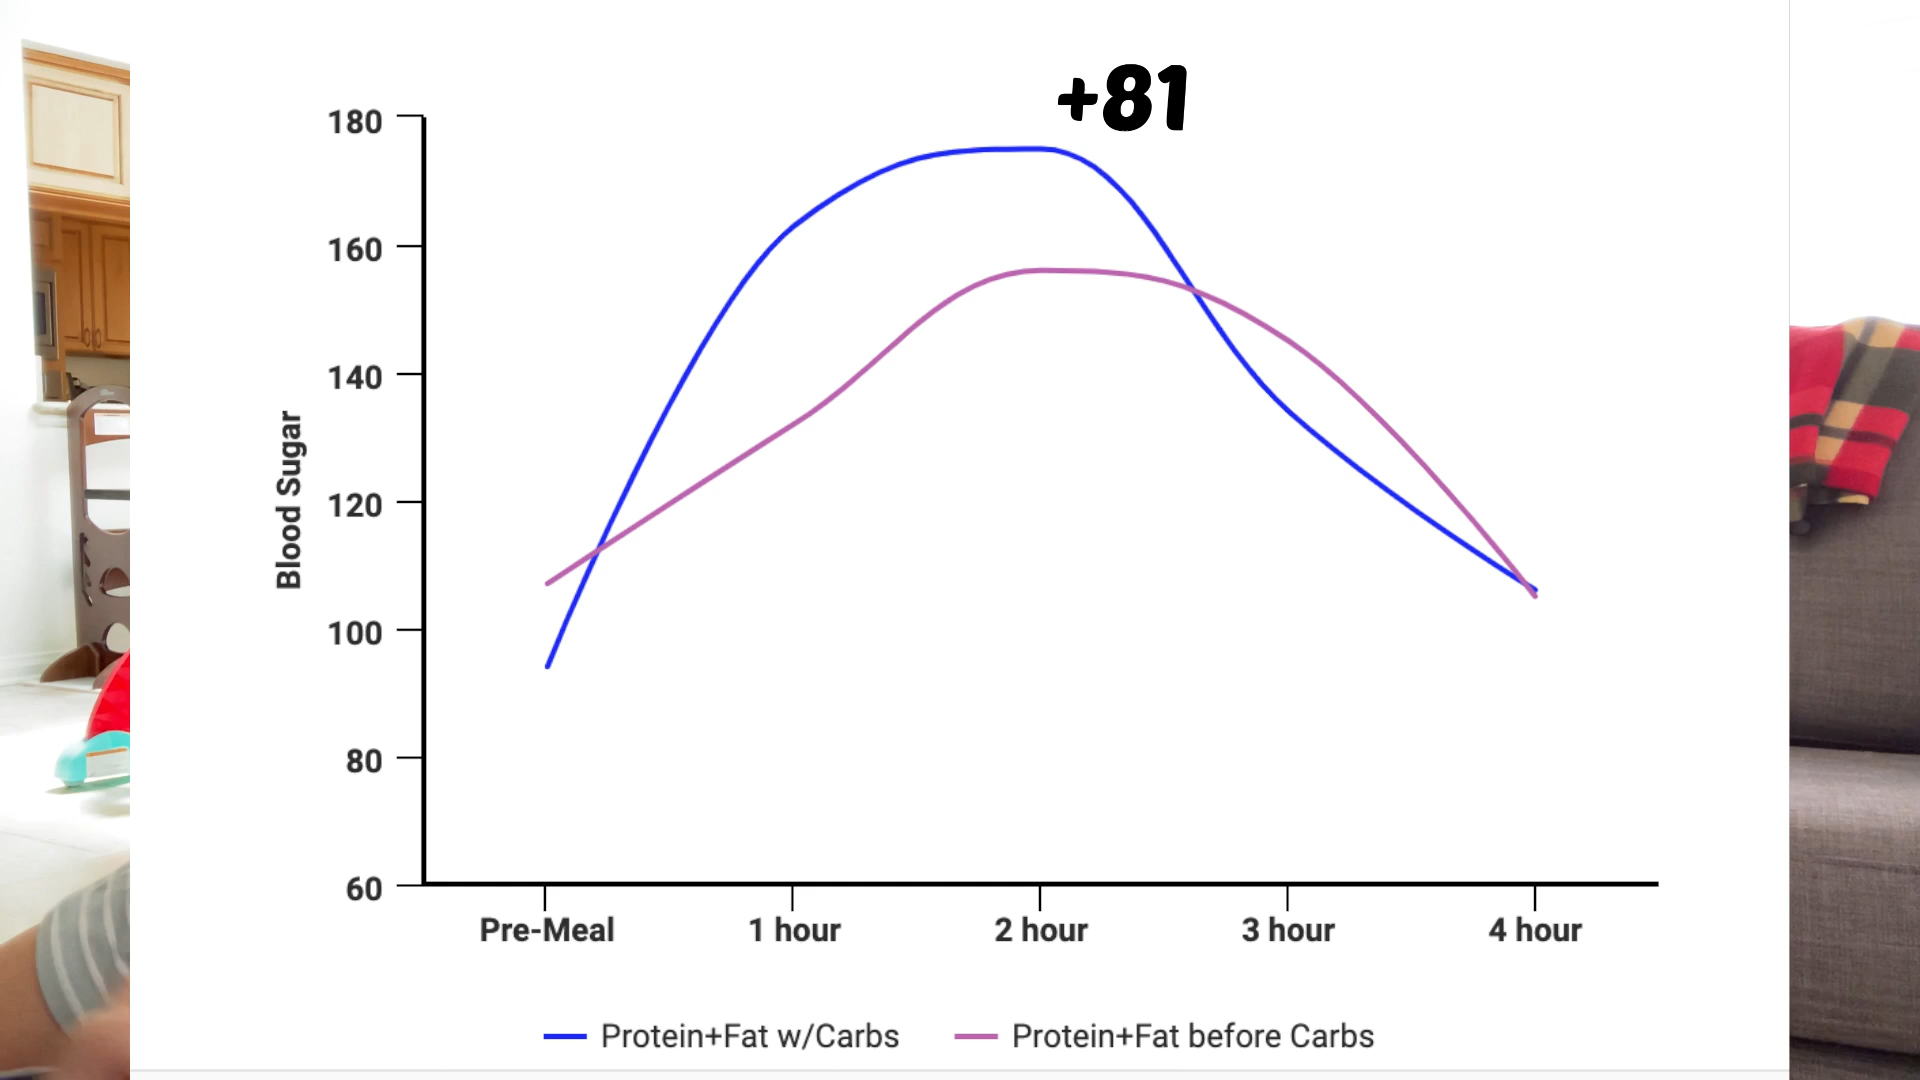 +81
180
160
140
120
100
80
60
Blood Sugar
Pre-Meal 1 hour 2 hour 3 hour 4 hour
Protein+Fat w/Carbs Protein+Fat before Carbs